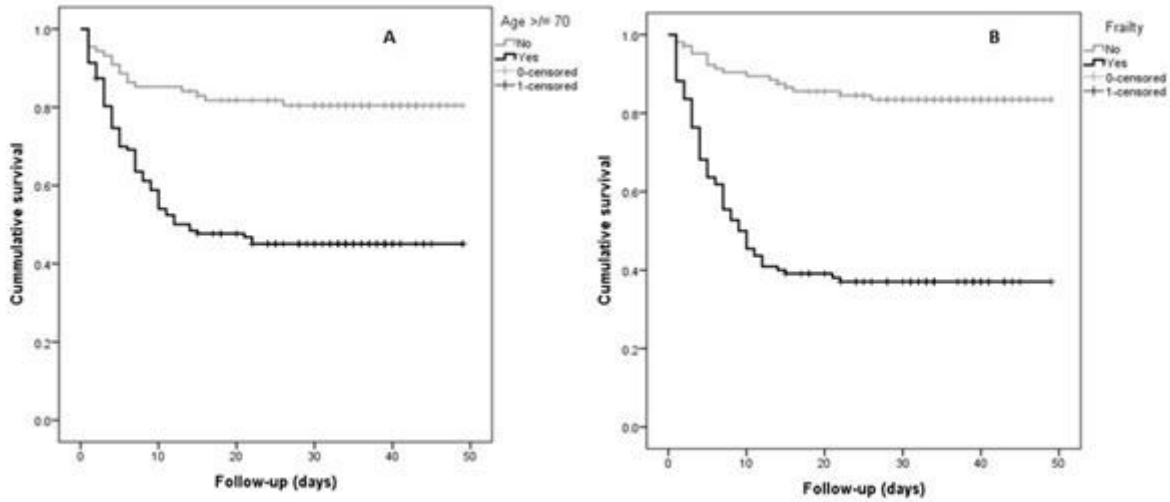 A
Age >/= 70
No
Yes
0-censored
1-censored
1.0
0.8
0.6
0.4
0.2
0.0
Cummulative survival
0
10
20
30
40
50
Follow-up (days)
B
Frailty
No
Yes
0-censored
1-censored
1.0
0.8
0.6
0.4
0.2
0.0
Cumulative survival
0
10
20
30
40
50
Follow-up (days)